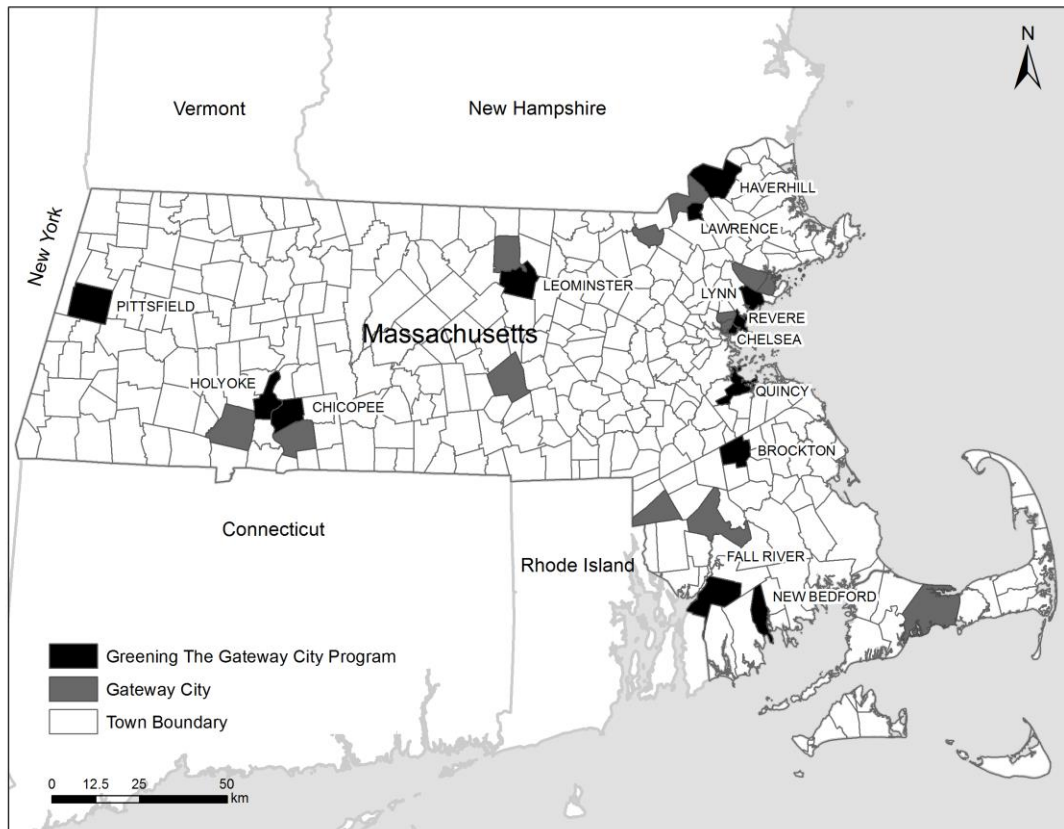 N
Vermont
New Hampshire
New York
HAVERHILL
LAWRENCE
LEOMINSTER
LYNN
PITTSFIELD
REVERE
Massachusetts
CHELSEA
HOLYOKE
QUINCY
CHICOPEE
BROCKTON
Connecticut
Rhode Island
FALL RIVER
NEW BEDFORD
Greening The Gateway City Program
Gateway City
Town Boundary
0 12.5 25 50
km